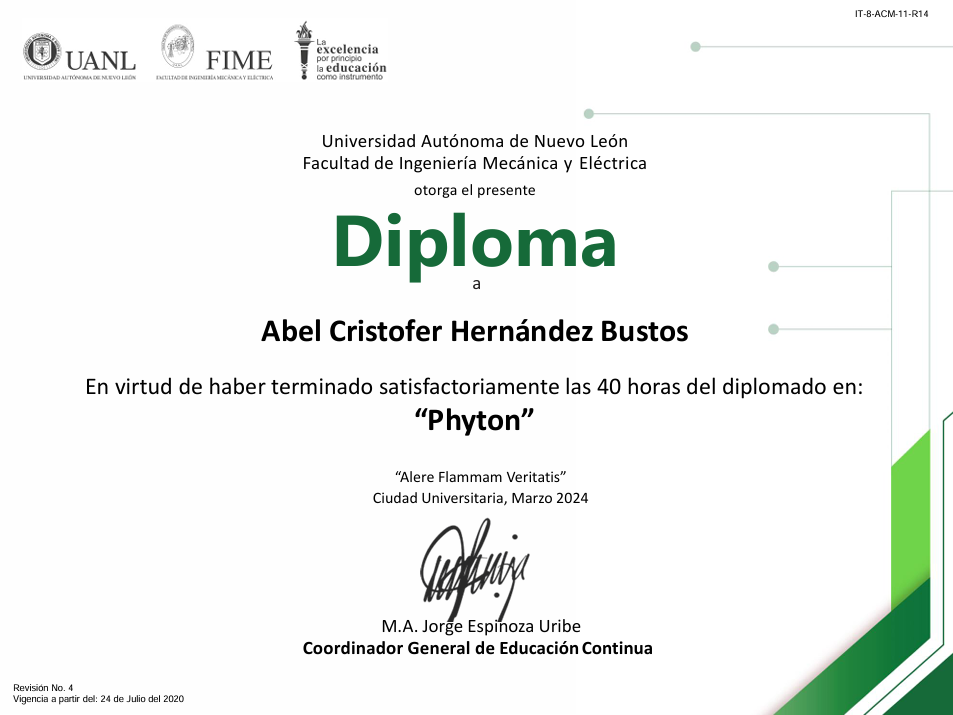 IT-8-ACM-11-R14
UANL
UNIVERSIDAD AUTÓNOMA DE NUEVO LEÓN
FIME
FACULTAD DE INGENIERÍA MECÁNICA Y ELÉCTRICA
La
excelencia
por principio
la educación
como instrumento
Universidad Autónoma de Nuevo León
Facultad de Ingeniería Mecánica y Eléctrica
otorga el presente
Diploma
a
Abel Cristofer Hernández Bustos
En virtud de haber terminado satisfactoriamente las 40 horas del diplomado en:
“Phyton”
“Alere Flammam Veritatis”
Ciudad Universitaria, Marzo 2024
M.A. Jorge Espinoza Uribe
Coordinador General de Educación Continua
Revisión No. 4
Vigencia a partir del: 24 de Julio del 2020